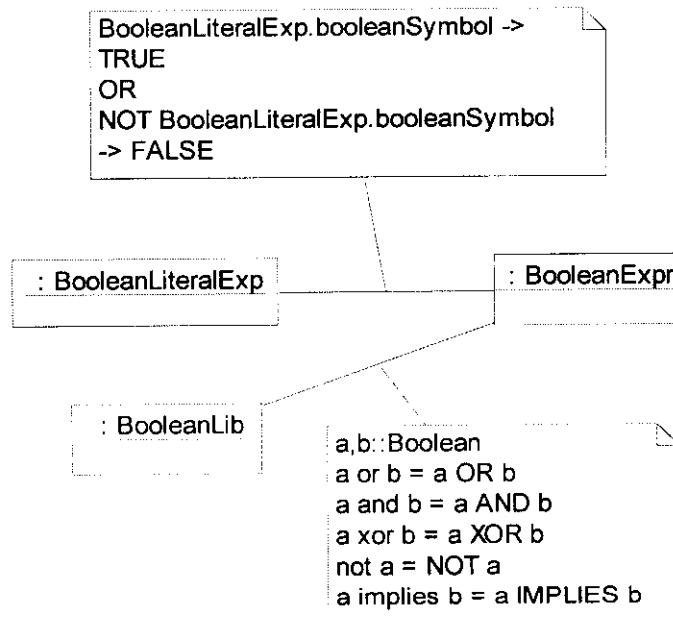 BooleanLiteralExp.booleanSymbol ->
TRUE
OR
NOT BooleanLiteralExp.booleanSymbol
-> FALSE
: BooleanLiteralExp
: BooleanExpr
: BooleanLib
a,b::Boolean
a or b = a OR b
a and b = a AND b
a xor b = a XOR b
not a = NOT a
a implies b = a IMPLIES b